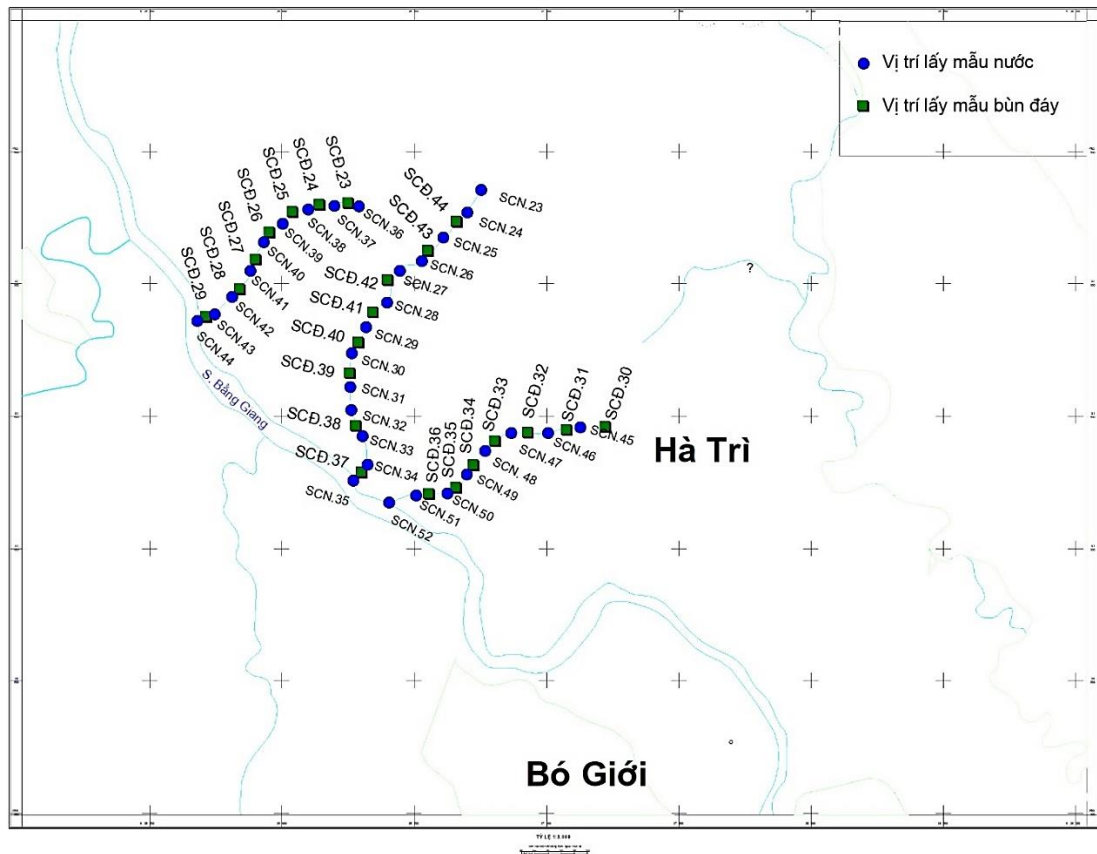 Vị trí lấy mẫu nước
Vị trí lấy mẫu bùn đáy
SCĐ.23
SCĐ.24
SCĐ.25
SCĐ.26
SCĐ.27
SCĐ.28
SCĐ.29
SCN.36
SCN.37
SCN.38
SCN.39
SCN.40
SCN.41
SCN.42
SCN.43
SCN.44
SCĐ.44
SCĐ.43
SCĐ.42
SCĐ.41
SCĐ.40
SCĐ.39
SCĐ.38
SCĐ.37
SCN.23
SCN.24
SCN.25
SCN.26
SCN.27
SCN.28
SCN.29
SCN.30
SCN.31
SCN.32
SCN.33
SCN.34
SCN.35
S. Bằng Giang
SCĐ.30
SCĐ.31
SCĐ.32
SCĐ.33
SCĐ.34
SCĐ.35
SCĐ.36
SCN.45
SCN.46
SCN.47
SCN. 48
SCN.49
SCN.50
SCN.51
SCN.52
?
Hà Trì
Bó Giới